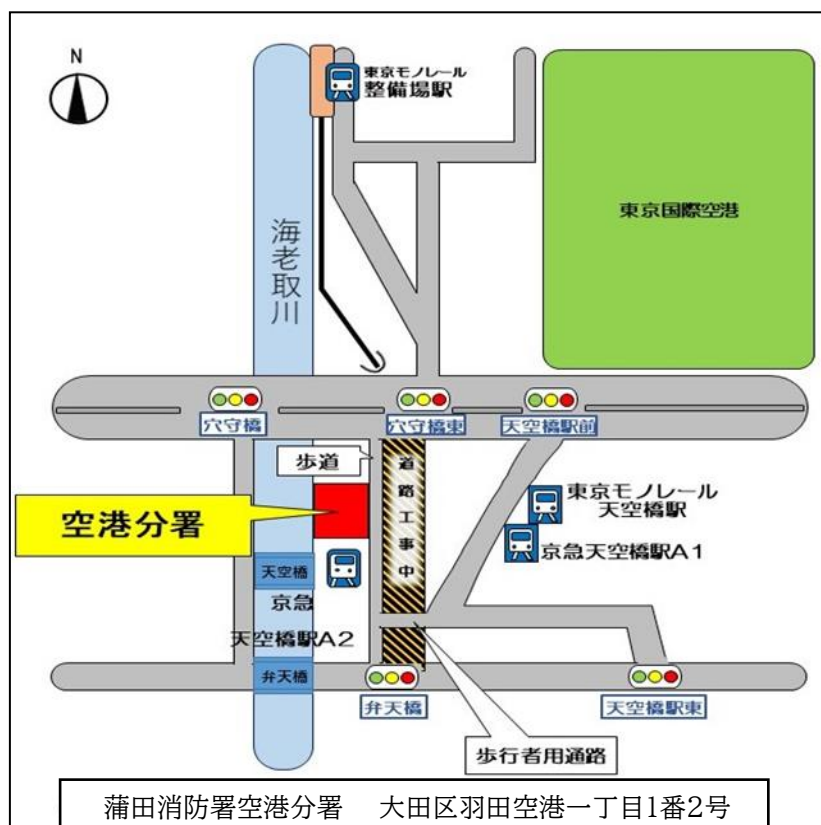 N
東京モノレール
整備場駅
東京国際空港
海老取川
穴守橋
穴守橋東
天空橋駅前
歩道
道路工事中
空港分署
東京モノレール
天空橋駅
京急天空橋駅A1
天空橋
京急
天空橋駅A2
弁天橋
弁天橋
天空橋駅東
歩行者用通路
蒲田消防署空港分署 大田区羽田空港一丁目1番2号